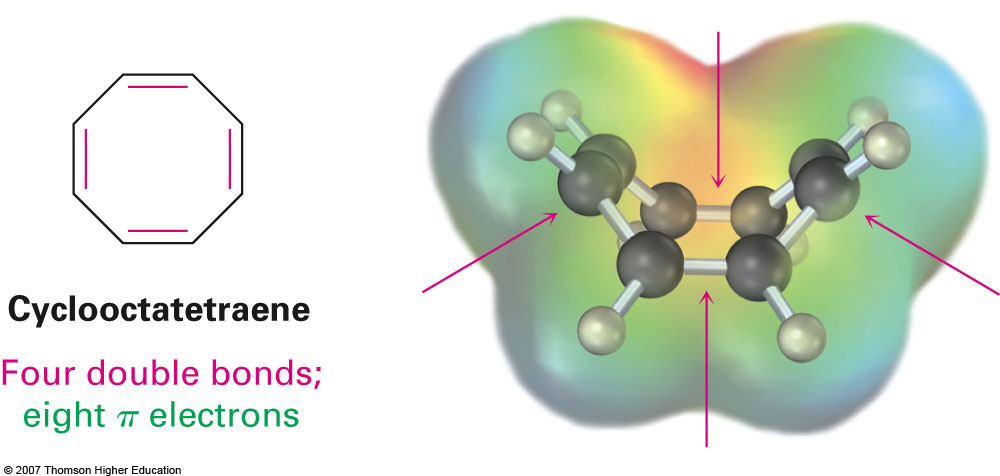 Cyclooctatetraene
Four double bonds;
eight π electrons
© 2007 Thomson Higher Education